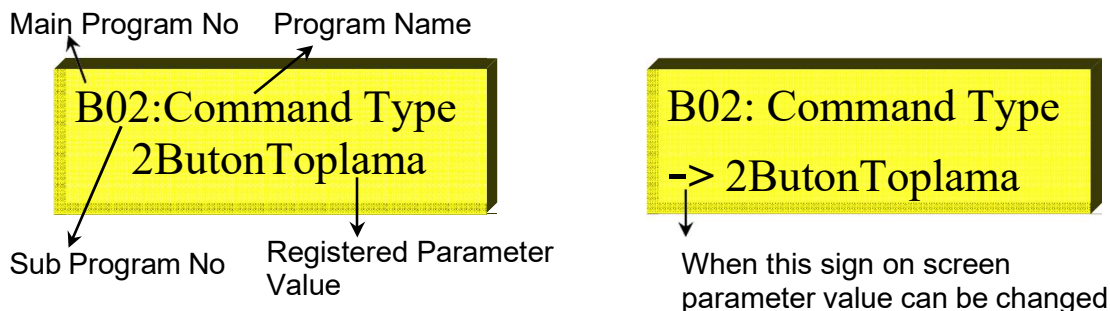 Main Program No
Program Name
B02:Command Type
2ButonToplama
Sub Program No
Registered Parameter
Value
B02: Command Type
-> 2ButonToplama
When this sign on screen
parameter value can be changed